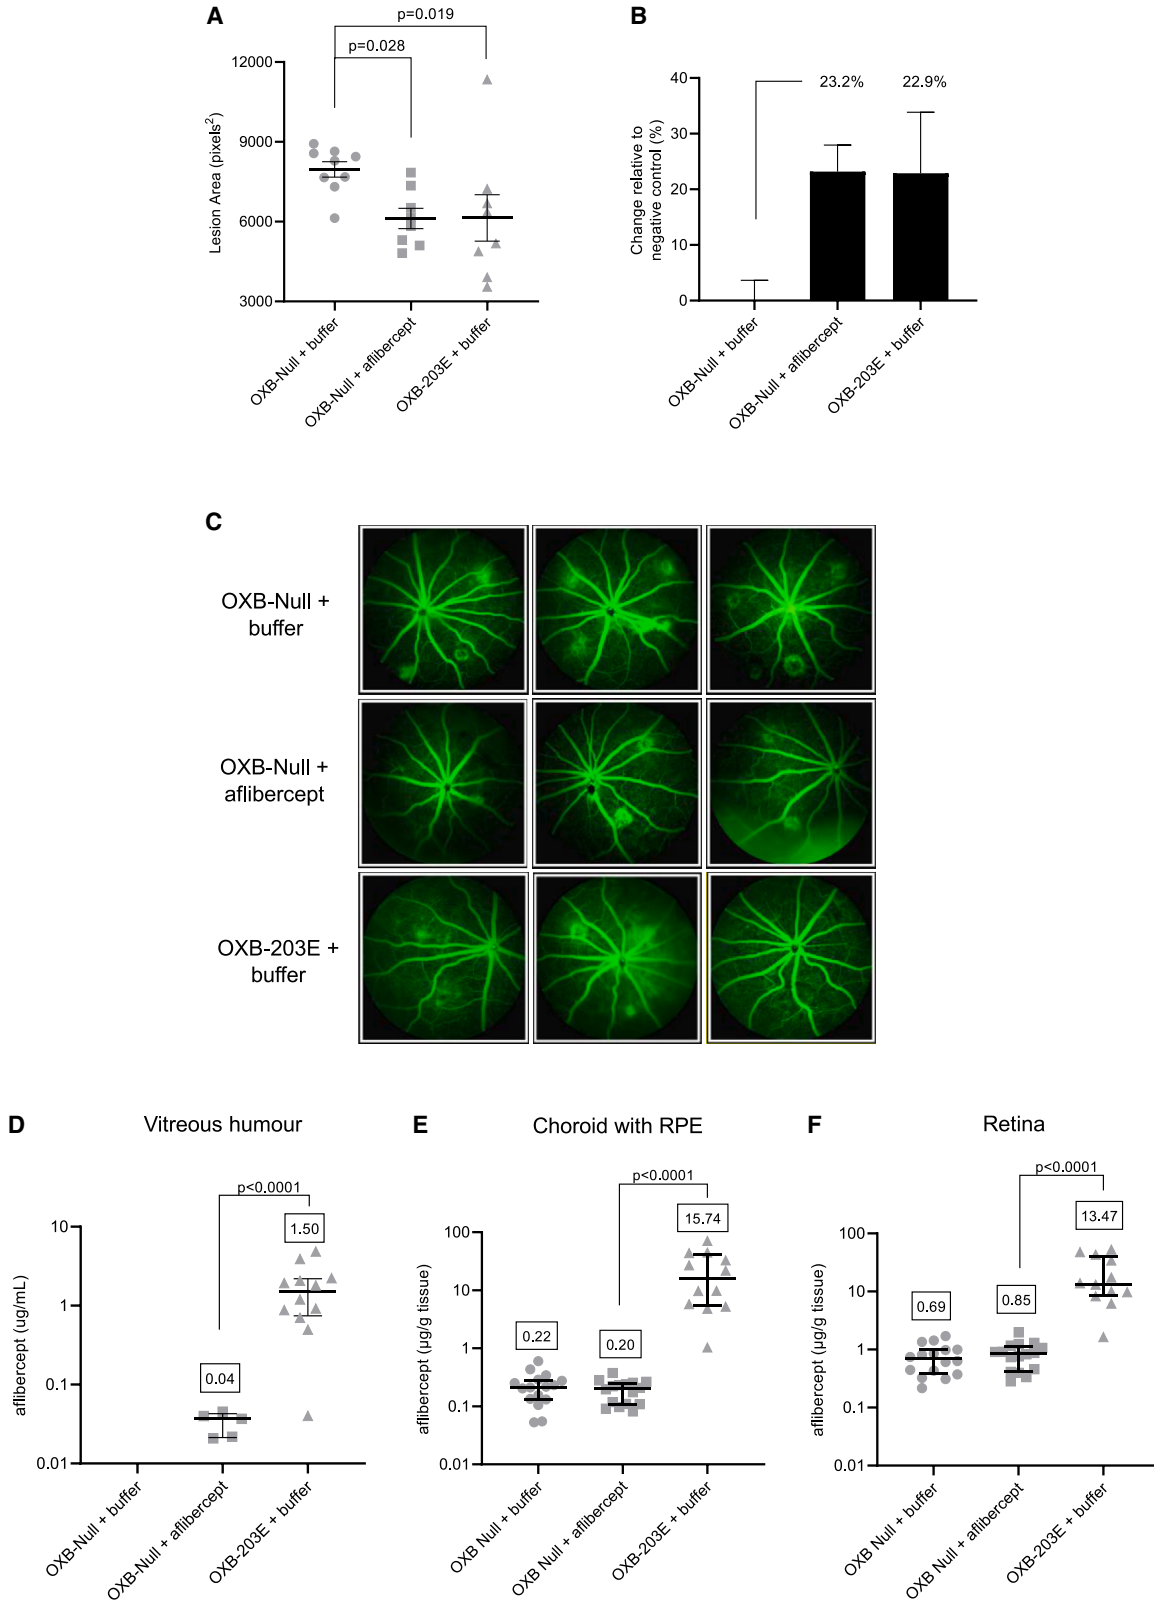 A
p=0.019
p=0.028
12000
9000
6000
3000
Lesion Area (pixels²)
OXB-Null + buffer
OXB-Null + aflibercept
OXB-203E + buffer
B
23.2%
22.9%
40
30
20
10
0
Change relative to
negative control (%)
OXB-Null + buffer
OXB-Null + aflibercept
OXB-203E + buffer
C
OXB-Null +
buffer
OXB-Null +
aflibercept
OXB-203E +
buffer
D
Vitreous humour
p<0.0001
1.50
0.04
10
1
0.1
0.01
aflibercept (ug/mL)
OXB-Null + buffer
OXB-Null + aflibercept
OXB-203E + buffer
E
Choroid with RPE
p<0.0001
15.74
0.22
0.20
100
10
1
0.1
0.01
aflibercept (µg/g tissue)
OXB Null + buffer
OXB Null + aflibercept
OXB-203E + buffer
F
Retina
p<0.0001
13.47
0.69
0.85
100
10
1
0.1
0.01
aflibercept (µg/g tissue)
OXB Null + buffer
OXB Null + aflibercept
OXB-203E + buffer